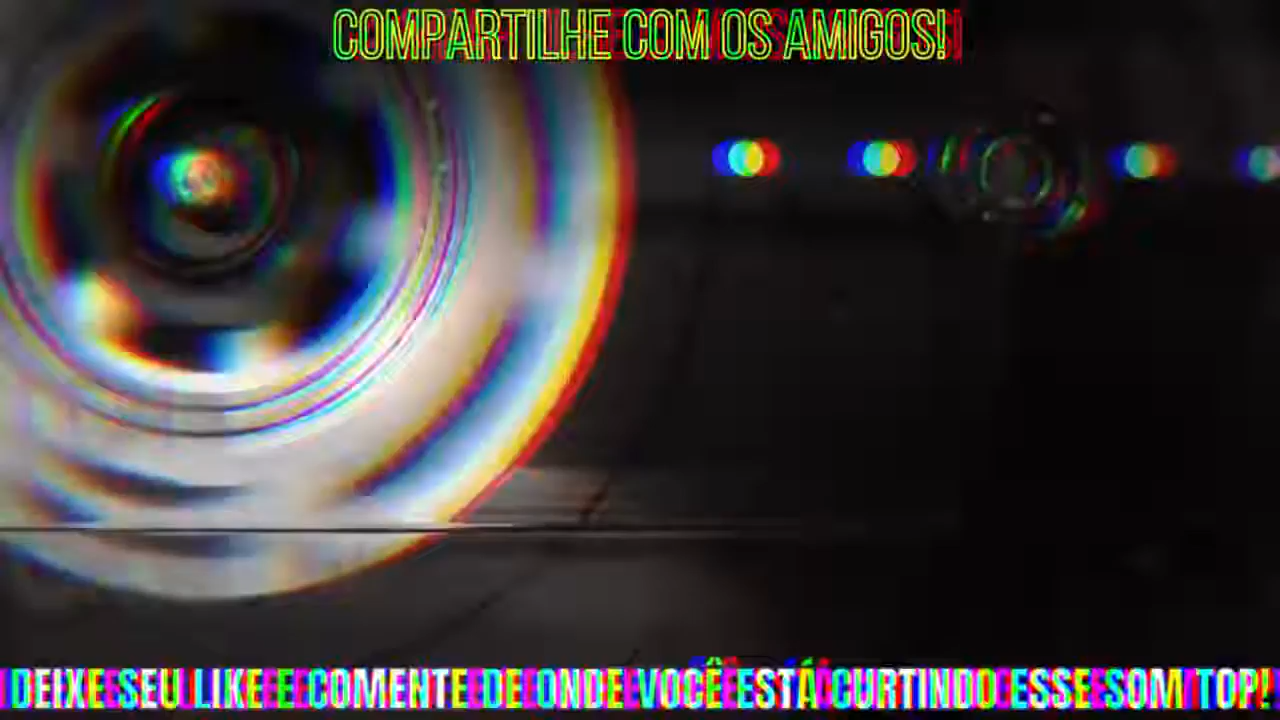 COMPARTILHE COM OS AMIGOS!
DEIXE SEU LIKE E COMENTE DE ONDE VOCÊ ESTÁ CURTINDO ESSE SOM TOP!